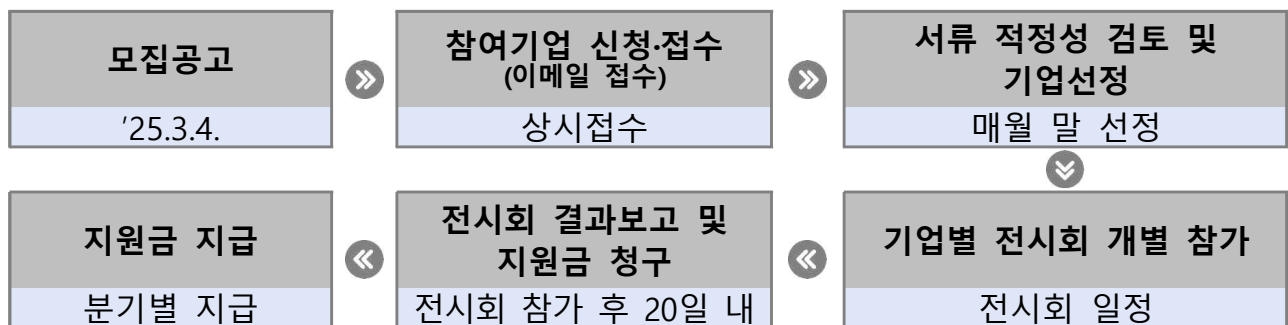 모집공고
'25.3.4.
참여기업 신청·접수
(이메일 접수)
상시접수
서류 적정성 검토 및
기업선정
매월 말 선정
기업별 전시회 개별 참가
전시회 일정
전시회 결과보고 및
지원금 청구
전시회 참가 후 20일 내
지원금 지급
분기별 지급